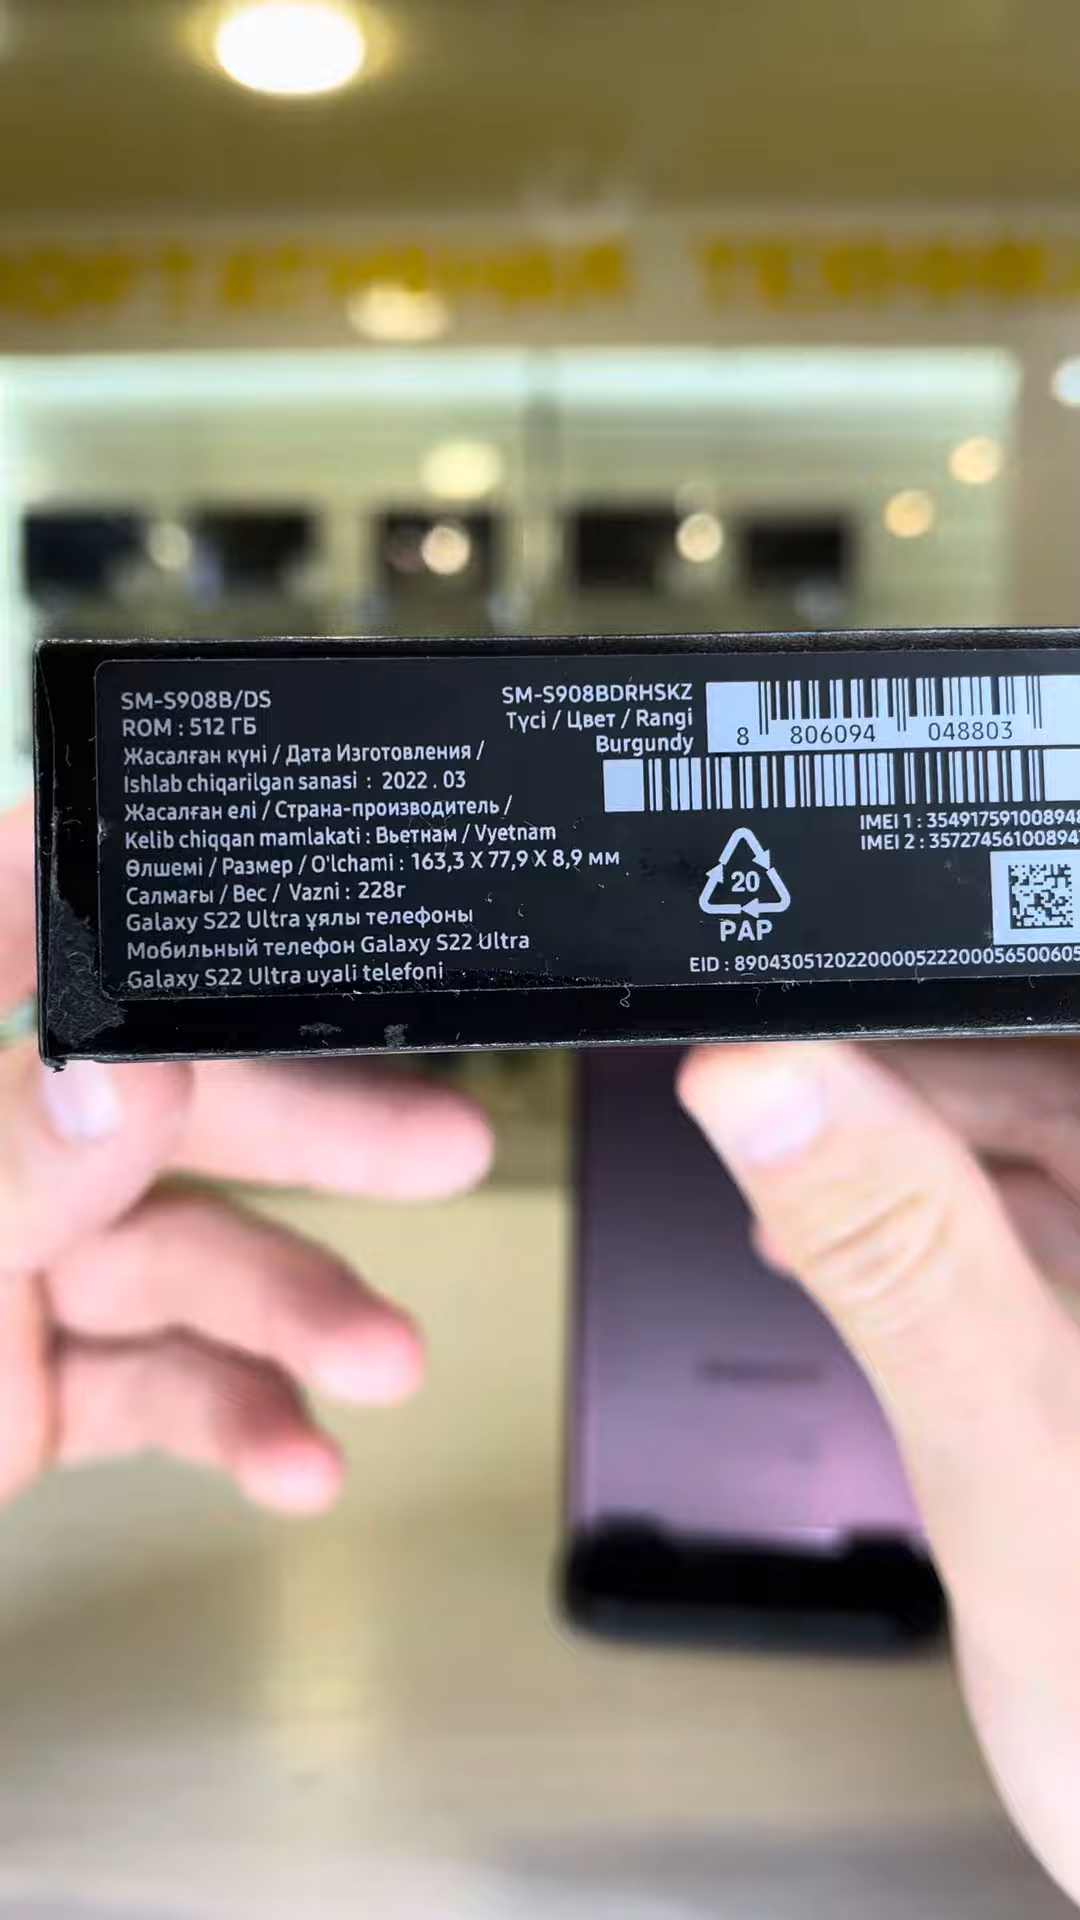 SM-S908B/DS
ROM : 512 ГБ
Жасалған күні / Дата Изготовления /
Ishlab chiqarilgan sanasi : 2022 . 03
Жасалған елі / Страна-производитель /
Kelib chiqqan mamlakati : Вьетнам / Vyetnam
Өлшемі / Размер / O'lchami : 163,3 X 77,9 X 8,9 мм
Салмағы / Вес / Vazni : 228г
Galaxy S22 Ultra ұялы телефоны
Мобильный телефон Galaxy S22 Ultra
Galaxy S22 Ultra uyali telefoni
SM-S908BDRHSKZ
Түсі / Цвет / Rangi
Burgundy
8 806094 048803
IMEI 1 : 35491759100894
IMEI 2 : 35727456100894
20
PAP
EID : 8904305120220000522200056500605